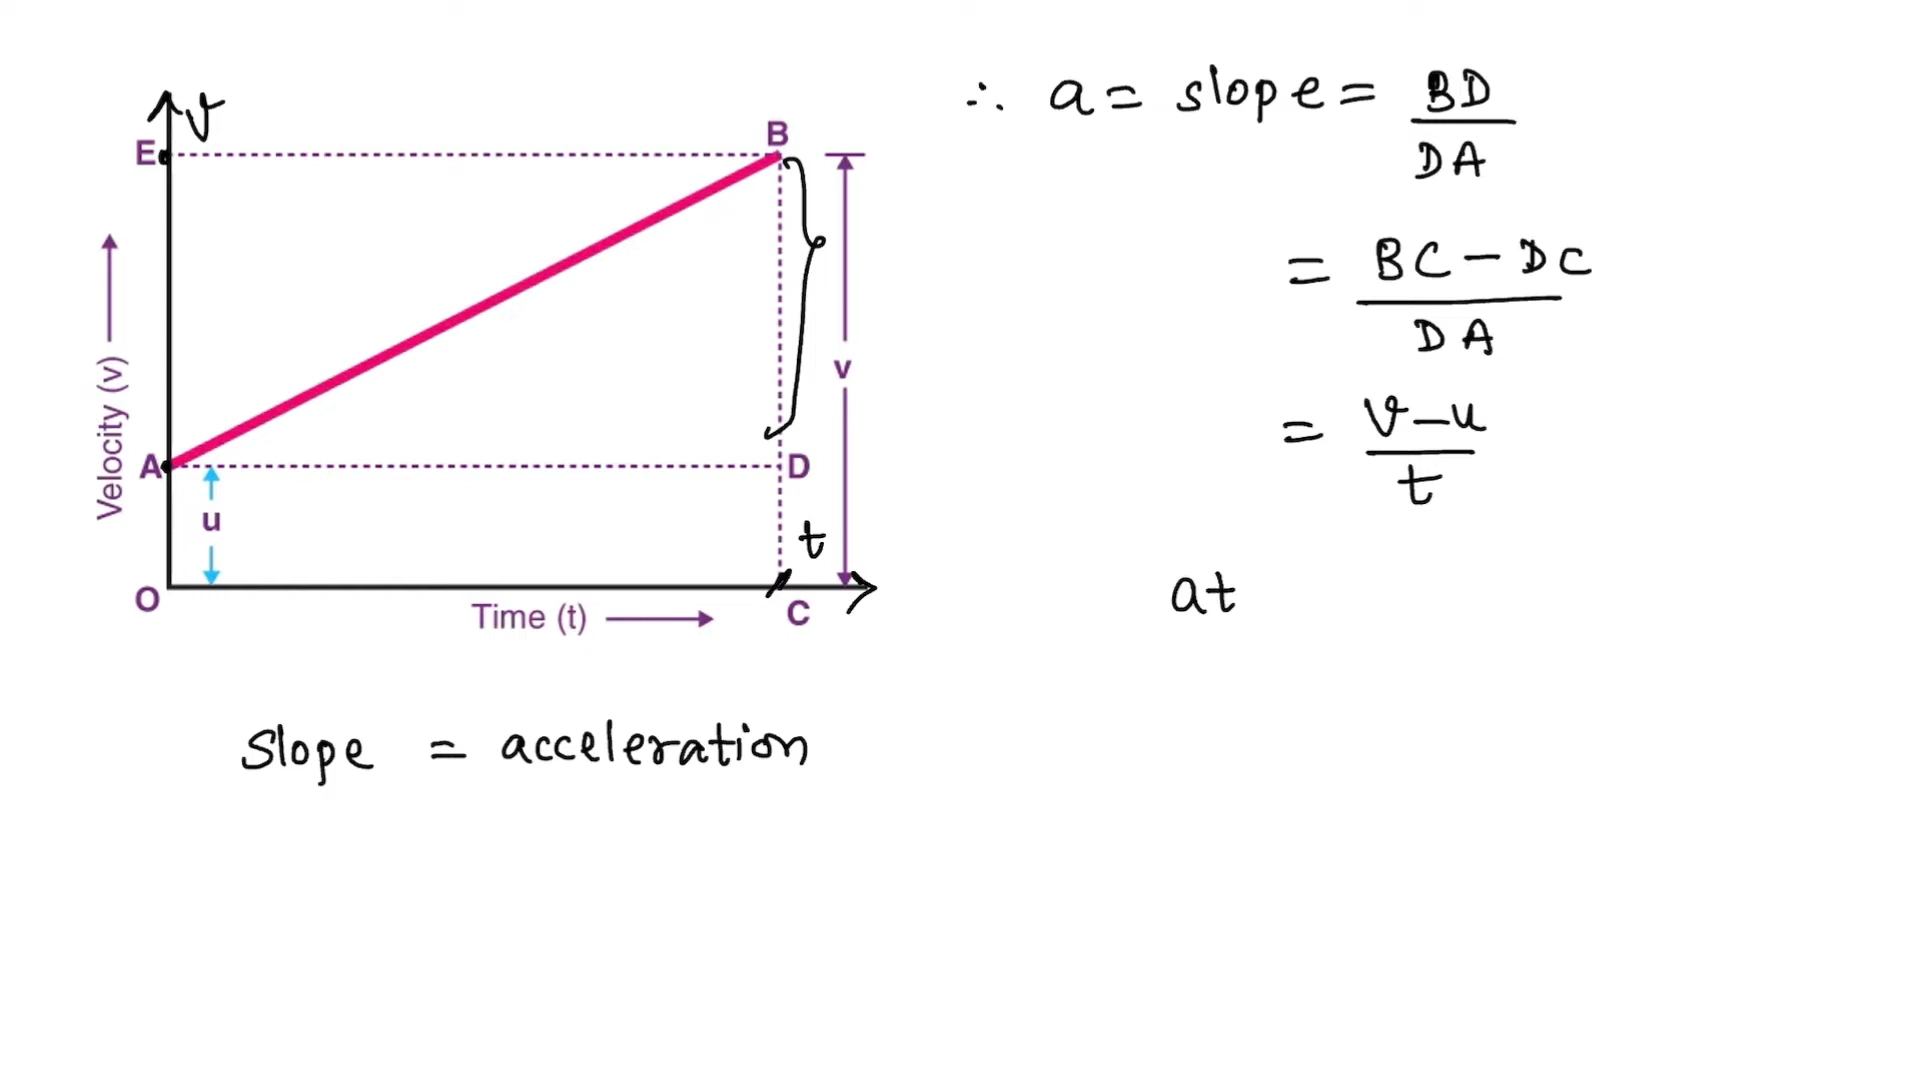 v
E
B
Velocity (v)
v
A
D
u
t
O
Time (t)
C
slope = acceleration
∴ a = slope = BD
DA
= BC - DC
DA
= v-u
t
at